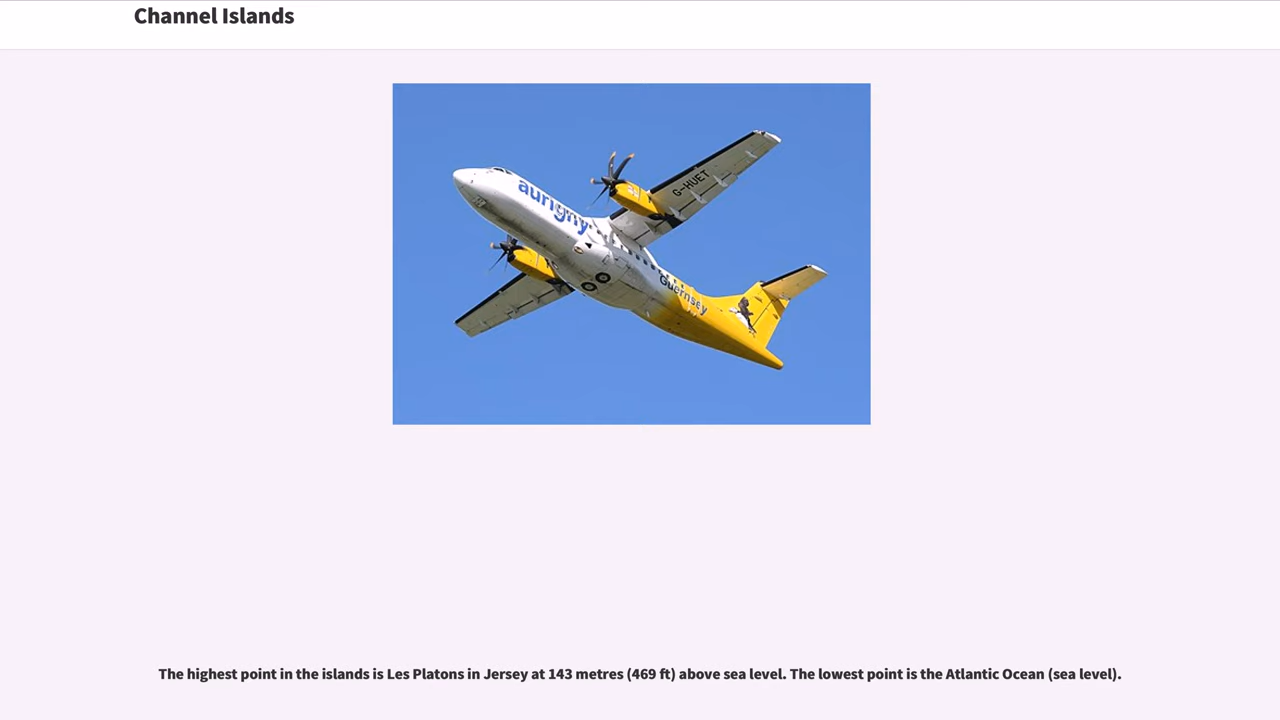 Channel Islands
G-HUET
aurigny
Guernsey
The highest point in the islands is Les Platons in Jersey at 143 metres (469 ft) above sea level. The lowest point is the Atlantic Ocean (sea level).